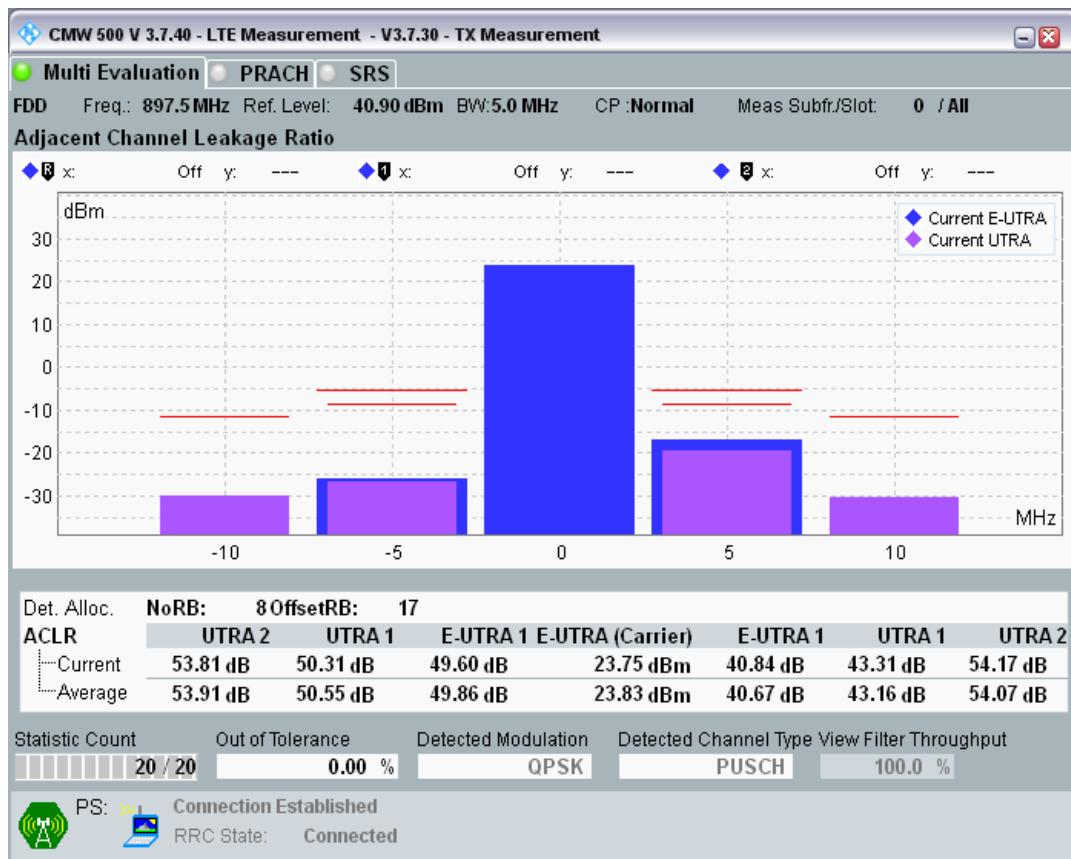 CMW 500 V 3.7.40 - LTE Measurement - V3.7.30 - TX Measurement
Multi Evaluation PRACH SRS
FDD Freq.: 897.5 MHz Ref. Level: 40.90 dBm BW:5.0 MHz CP :Normal Meas Subfr./Slot: 0 / All
Adjacent Channel Leakage Ratio
R x: Off y: --- 1 x: Off y: --- 2 x: Off y: ---
dBm
Current E-UTRA
Current UTRA
30
20
10
0
-10
-20
-30
MHz
-10 -5 0 5 10
Det. Alloc. NoRB: 8 OffsetRB: 17
ACLR UTRA 2 UTRA 1 E-UTRA 1 E-UTRA (Carrier) E-UTRA 1 UTRA 1 UTRA 2
Current 53.81 dB 50.31 dB 49.60 dB 23.75 dBm 40.84 dB 43.31 dB 54.17 dB
Average 53.91 dB 50.55 dB 49.86 dB 23.83 dBm 40.67 dB 43.16 dB 54.07 dB
Statistic Count Out of Tolerance Detected Modulation Detected Channel Type View Filter Throughput
20 / 20 0.00 % QPSK PUSCH 100.0 %
PS: Connection Established
RRC State: Connected